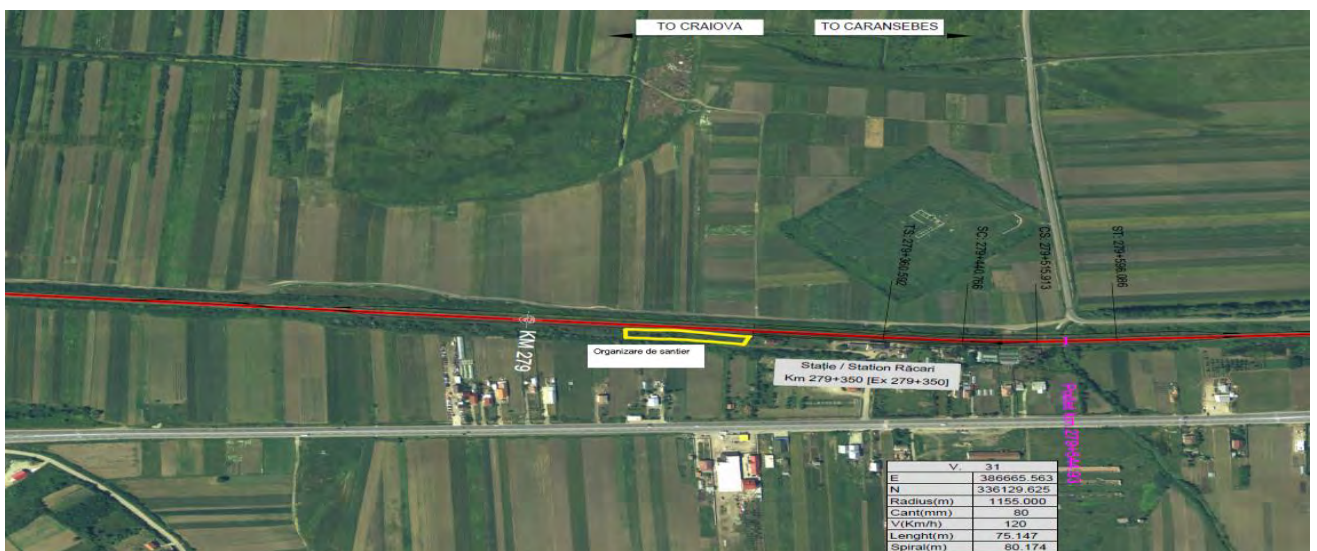 TO CRAIOVA
TO CARANSEBES
TS: 279+360.592
SC: 279+440.766
CS: 279+515.913
ST: 279+596.086
KM 279
Organizare de santier
Stație / Station Răcari
Km 279+350 [Ex 279+350]
V. 31
E 386665.563
N 336129.625
Radius(m) 1155.000
Cant(mm) 80
V(Km/h) 120
Lenght(m) 75.147
Spiral(m) 80.174